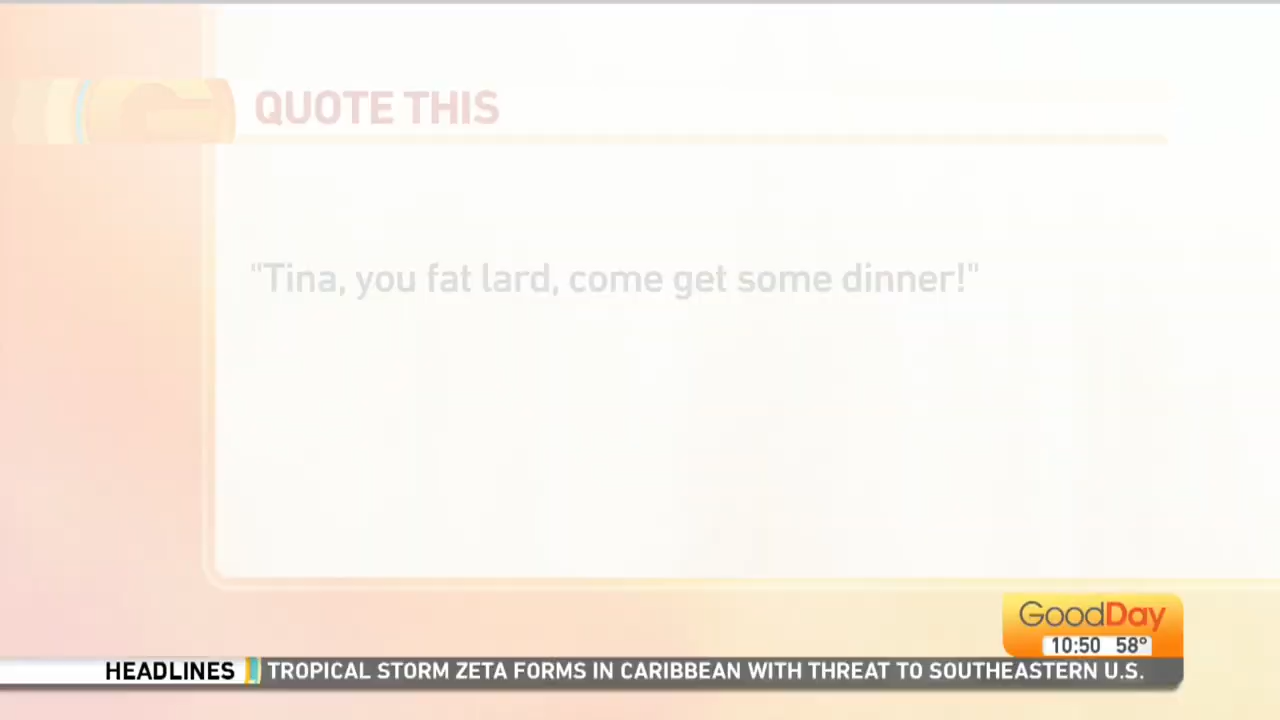 QUOTE THIS
"Tina, you fat lard, come get some dinner!"
GoodDay
10:50 58°
HEADLINES TROPICAL STORM ZETA FORMS IN CARIBBEAN WITH THREAT TO SOUTHEASTERN U.S.